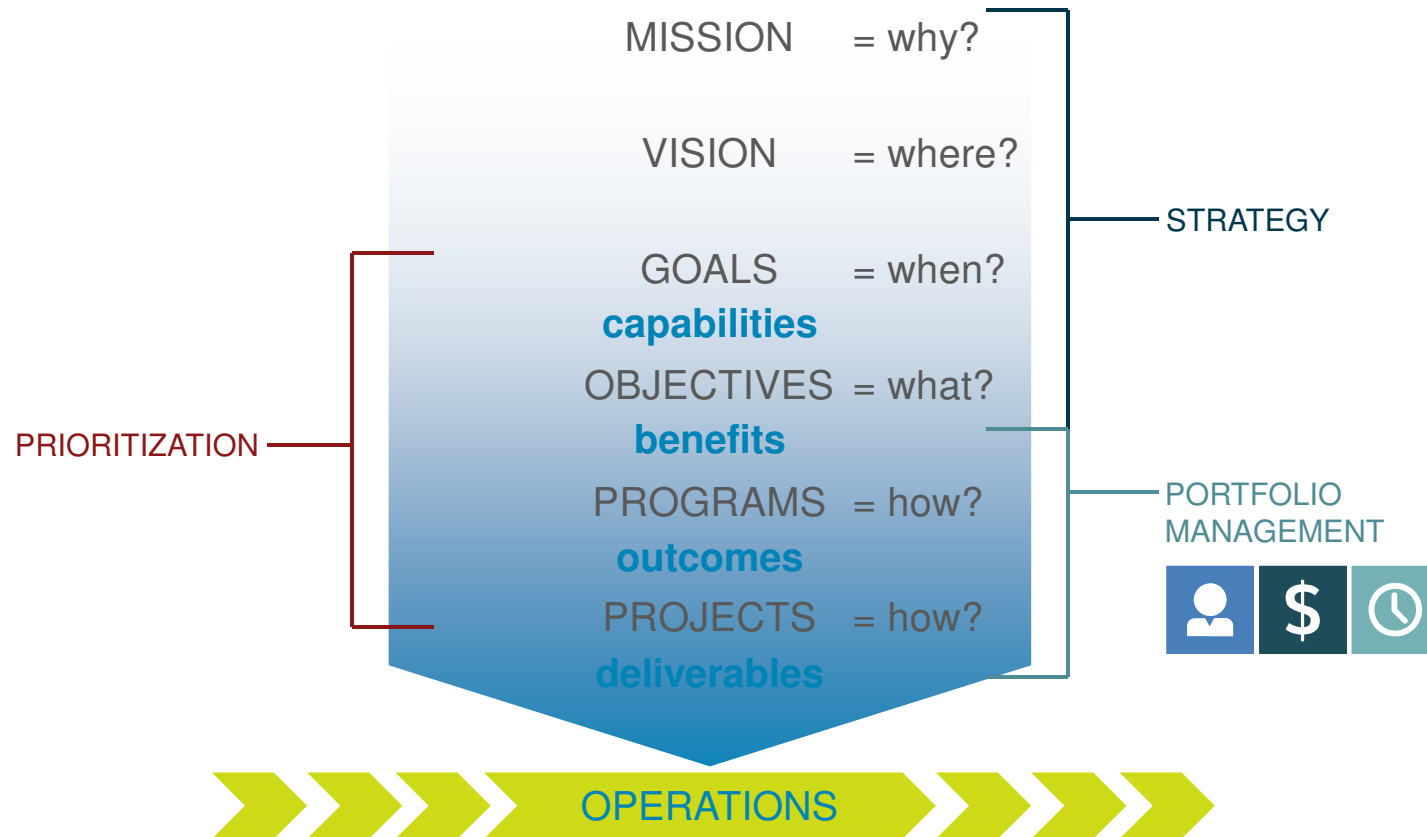 MISSION = why?
VISION = where?
STRATEGY
GOALS = when?
capabilities
OBJECTIVES = what?
PRIORITIZATION
benefits
PROGRAMS = how?
PORTFOLIO
MANAGEMENT
outcomes
$
PROJECTS = how?
deliverables
OPERATIONS